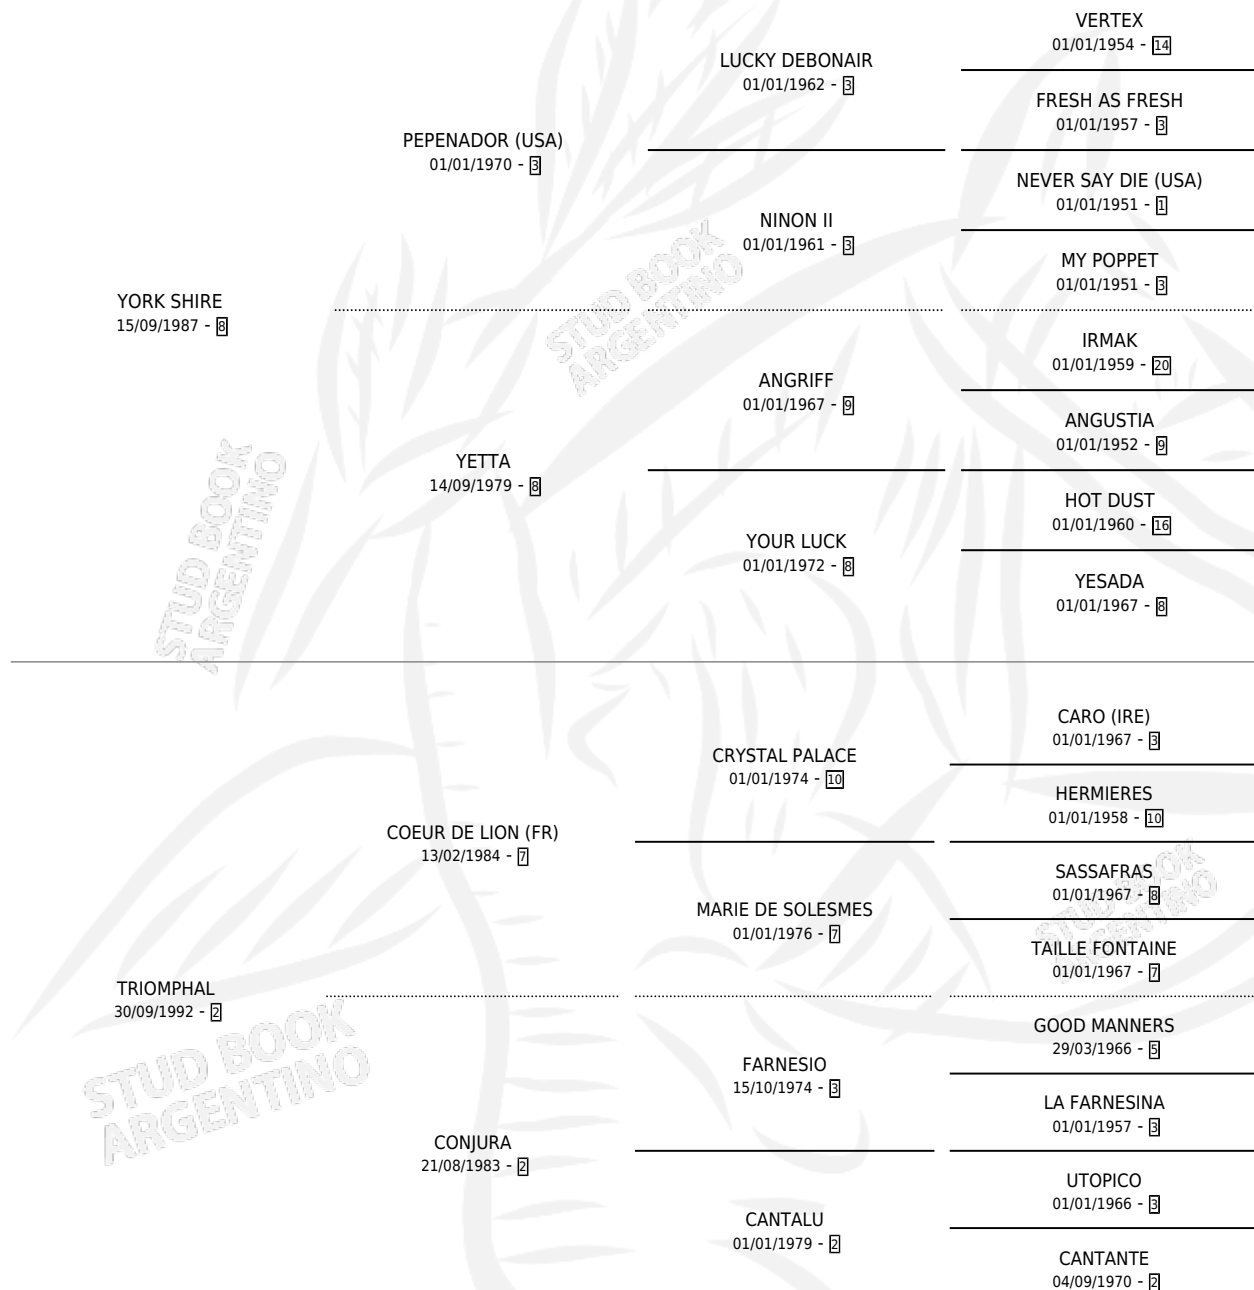 VERTEX
01/01/1954 - 14
LUCKY DEBONAIR
01/01/1962 - 3
FRESH AS FRESH
01/01/1957 - 3
PEPENADOR (USA)
01/01/1970 - 3
NEVER SAY DIE (USA)
01/01/1951 - 1
NINON II
01/01/1961 - 3
MY POPPET
01/01/1951 - 3
YORK SHIRE
15/09/1987 - 8
IRMAK
01/01/1959 - 20
ANGRIFF
01/01/1967 - 9
ANGUSTIA
01/01/1952 - 9
YETTA
14/09/1979 - 8
HOT DUST
01/01/1960 - 16
YOUR LUCK
01/01/1972 - 8
YESADA
01/01/1967 - 8
CARO (IRE)
01/01/1967 - 3
CRYSTAL PALACE
01/01/1974 - 10
HERMIERES
01/01/1958 - 10
COEUR DE LION (FR)
13/02/1984 - 7
SASSAFRAS
01/01/1967 - 8
MARIE DE SOLESMES
01/01/1976 - 7
TAILLE FONTAINE
01/01/1967 - 7
TRIOMPHAL
30/09/1992 - 2
GOOD MANNERS
29/03/1966 - 5
FARNESIO
15/10/1974 - 3
LA FARNESINA
01/01/1957 - 3
CONJURA
21/08/1983 - 2
UTOPICO
01/01/1966 - 3
CANTALU
01/01/1979 - 2
CANTANTE
04/09/1970 - 2
STUD BOOK
ARGENTINO
STUD BOOK
ARGENTINO
STUD BOOK
ARGENTINO
STUD BOOK
ARGENTINO